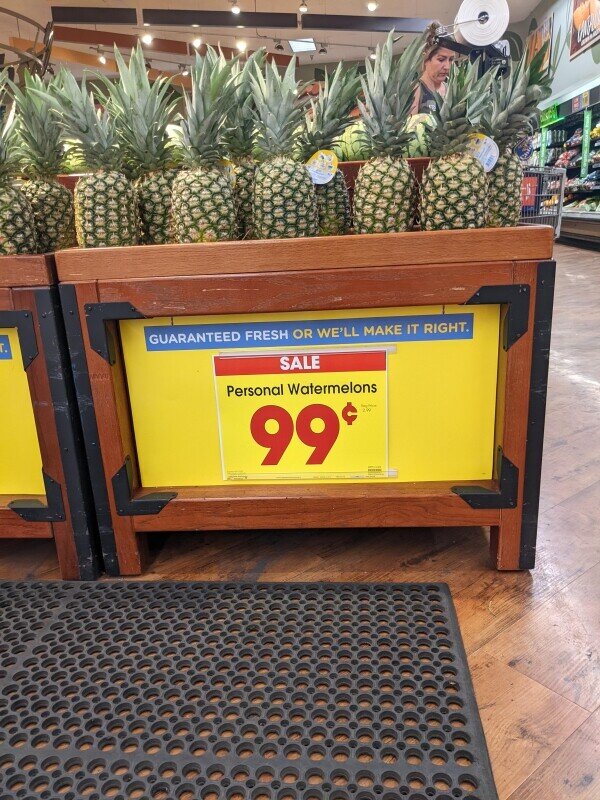 GUARANTEED FRESH OR WE'LL MAKE IT RIGHT.
T.
SALE
Personal Watermelons
99¢